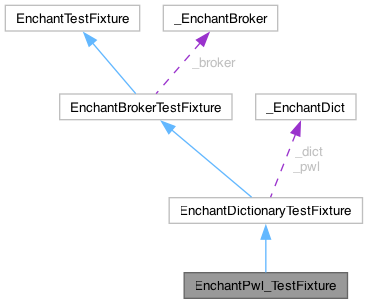 EnchantTestFixture
_EnchantBroker
_broker
EnchantBrokerTestFixture
_EnchantDict
_dict
_pwl
EnchantDictionaryTestFixture
EnchantPwl_TestFixture